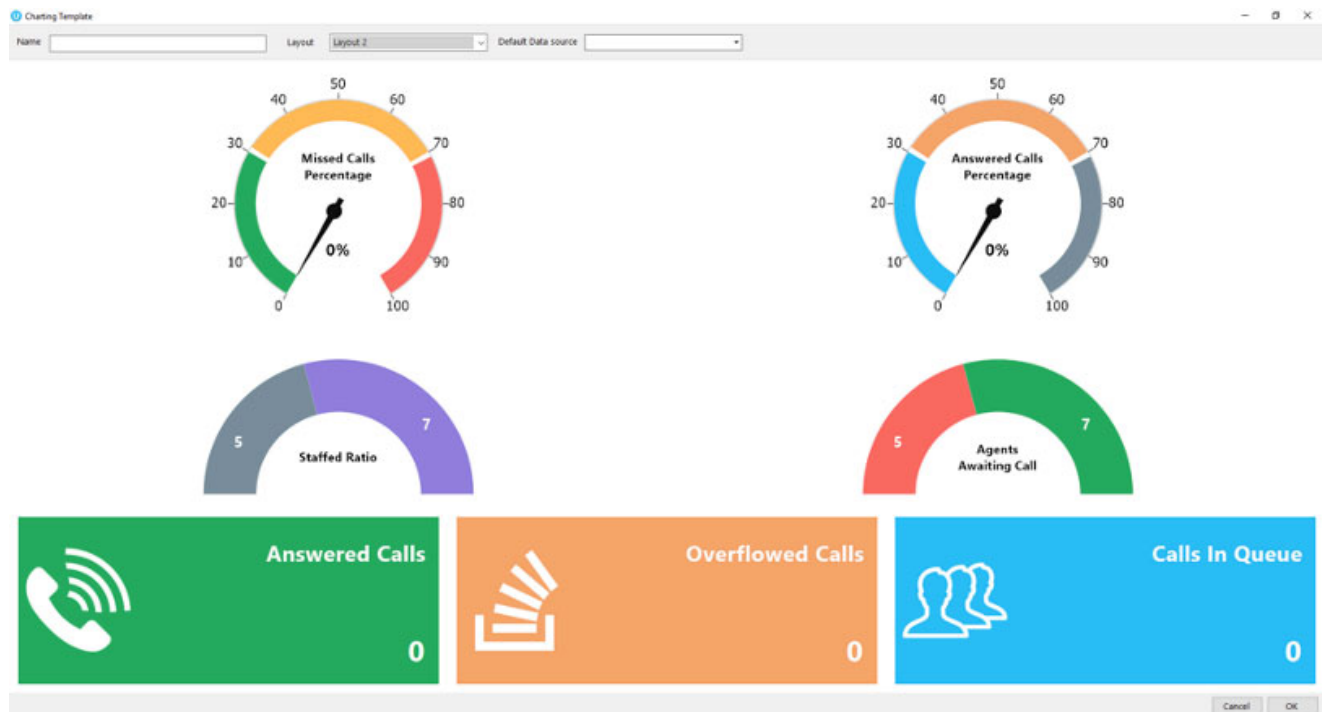 Charting Template
Name Layout Layout 2 Default Data source
50
40 60
30 70
Missed Calls
Percentage
20 80
0%
10 90
0 100
50
40 60
30 70
Answered Calls
Percentage
20 80
0%
10 90
0 100
5 7
Staffed Ratio
5 7
Agents
Awaiting Call
Answered Calls
0
Overflowed Calls
0
Calls In Queue
0
Cancel OK